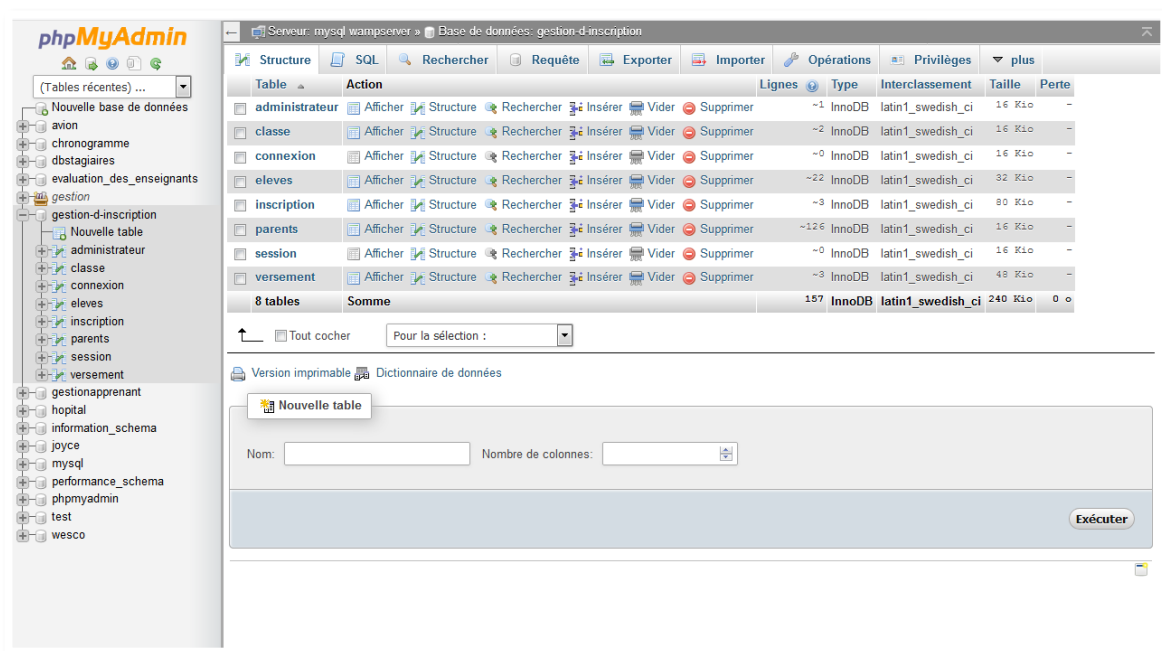 phpMyAdmin
(Tables récentes) ...
Nouvelle base de données
avion
chronogramme
dbstagiaires
evaluation_des_enseignants
gestion
gestion-d-inscription
Nouvelle table
administrateur
classe
connexion
eleves
inscription
parents
session
versement
gestionapprenant
hopital
information_schema
joyce
mysql
performance_schema
phpmyadmin
test
wesco
Serveur: mysql wampserver » Base de données: gestion-d-inscription
Structure SQL Rechercher Requête Exporter Importer Opérations Privilèges plus
Table Action Lignes Type Interclassement Taille Perte
administrateur Afficher Structure Rechercher Insérer Vider Supprimer ~1 InnoDB latin1_swedish_ci 16 Kio -
classe Afficher Structure Rechercher Insérer Vider Supprimer ~2 InnoDB latin1_swedish_ci 16 Kio -
connexion Afficher Structure Rechercher Insérer Vider Supprimer ~0 InnoDB latin1_swedish_ci 16 Kio -
eleves Afficher Structure Rechercher Insérer Vider Supprimer ~22 InnoDB latin1_swedish_ci 32 Kio -
inscription Afficher Structure Rechercher Insérer Vider Supprimer ~3 InnoDB latin1_swedish_ci 80 Kio -
parents Afficher Structure Rechercher Insérer Vider Supprimer ~126 InnoDB latin1_swedish_ci 16 Kio -
session Afficher Structure Rechercher Insérer Vider Supprimer ~0 InnoDB latin1_swedish_ci 16 Kio -
versement Afficher Structure Rechercher Insérer Vider Supprimer ~3 InnoDB latin1_swedish_ci 48 Kio -
8 tables Somme 157 InnoDB latin1_swedish_ci 240 Kio 0 o
Tout cocher Pour la sélection :
Version imprimable Dictionnaire de données
Nouvelle table
Nom: Nombre de colonnes:
Exécuter